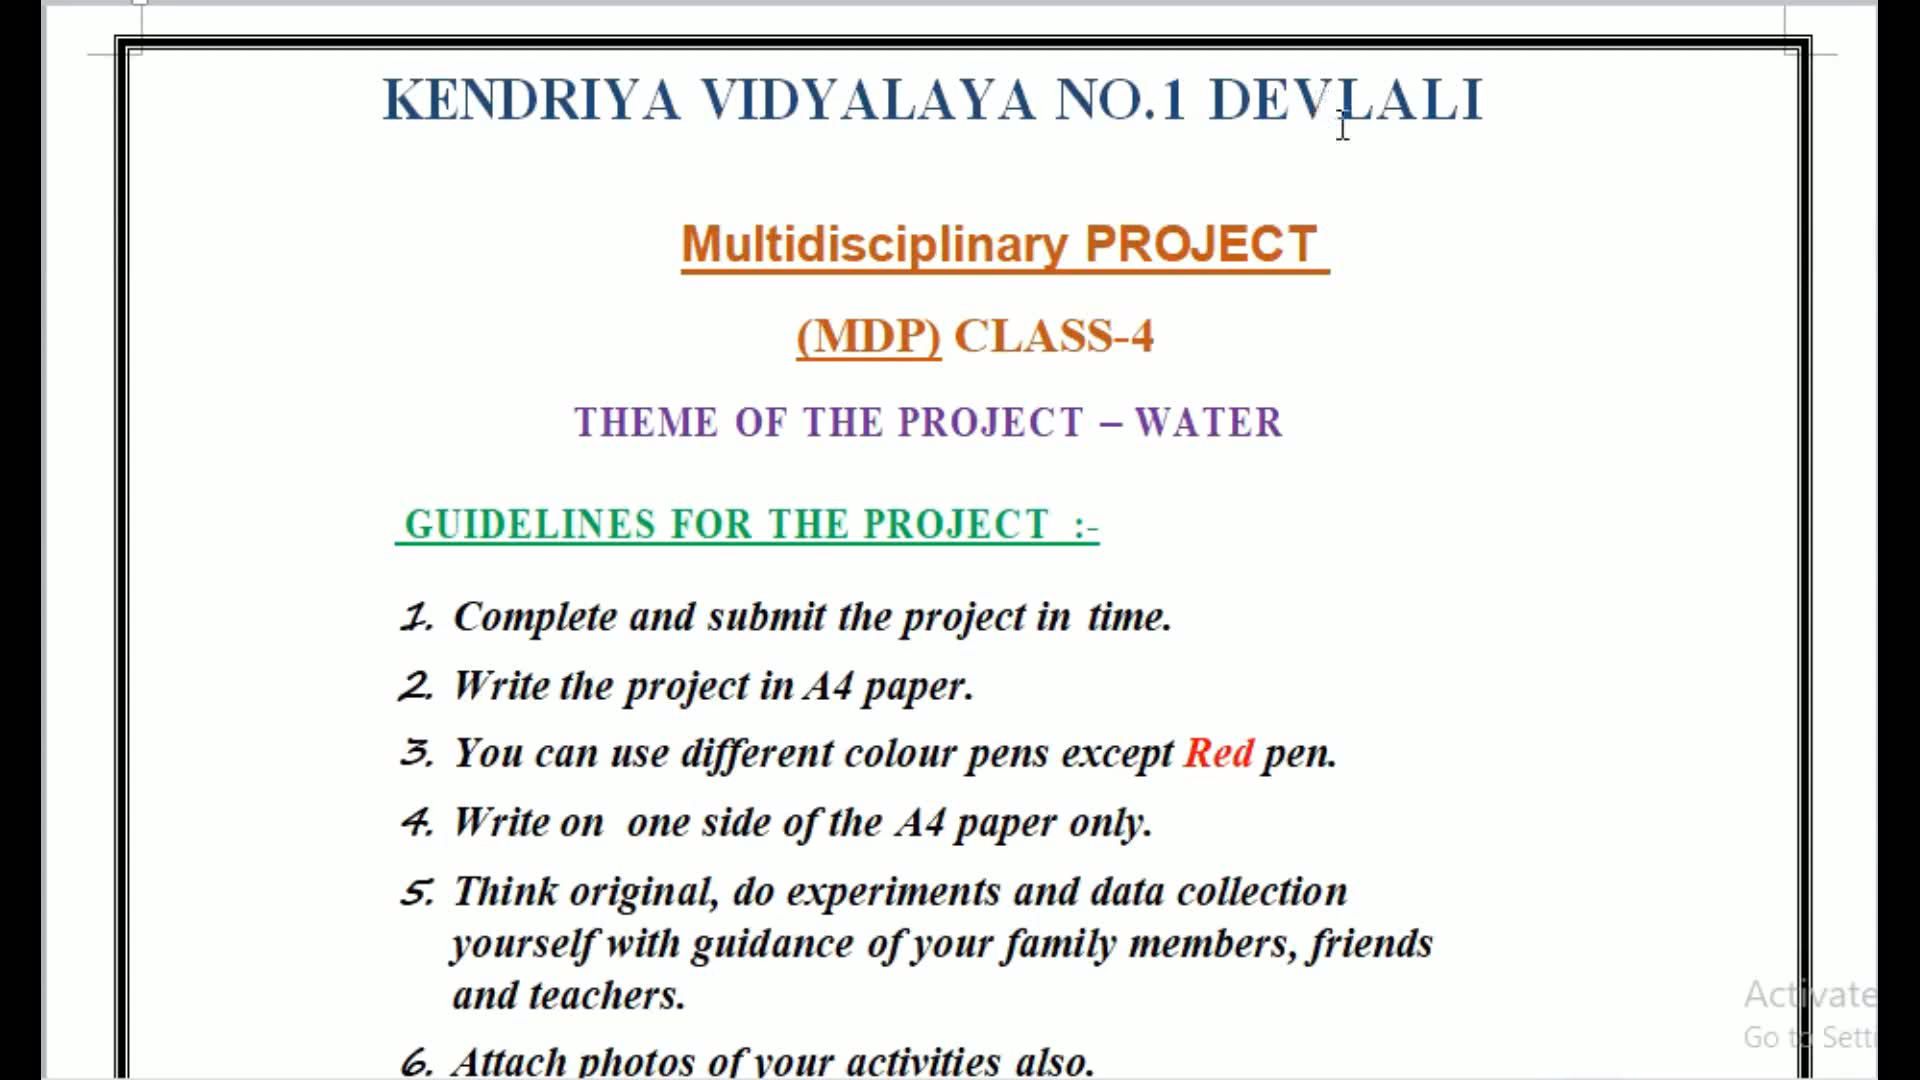 KENDRIYA VIDYALAYA NO.1 DEVLALI
Multidisciplinary PROJECT
(MDP) CLASS-4
THEME OF THE PROJECT – WATER
GUIDELINES FOR THE PROJECT :-
1. Complete and submit the project in time.
2. Write the project in A4 paper.
3. You can use different colour pens except Red pen.
4. Write on one side of the A4 paper only.
5. Think original, do experiments and data collection
yourself with guidance of your family members, friends
and teachers.
6. Attach photos of your activities also.
Activate
Go to Setti